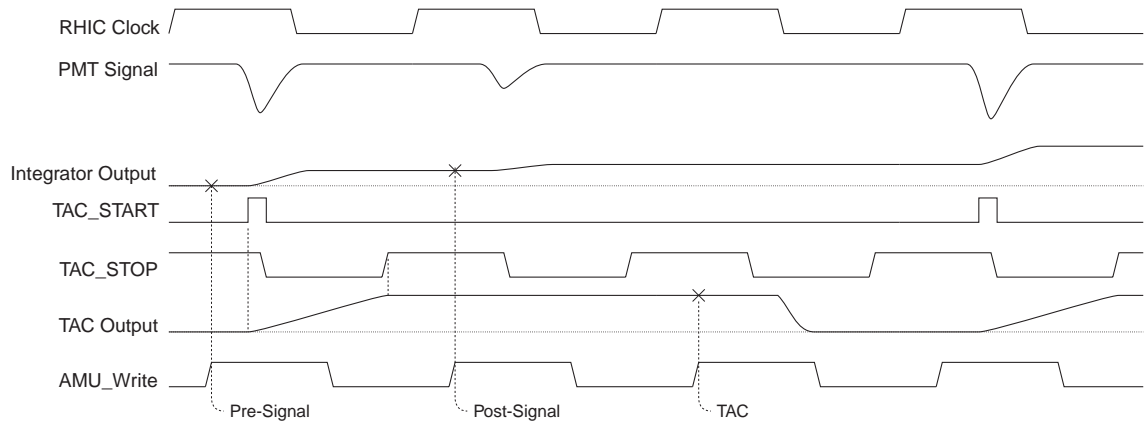 RHIC Clock
PMT Signal
Integrator Output
TAC_START
TAC_STOP
TAC Output
AMU_Write
Pre-Signal
Post-Signal
TAC